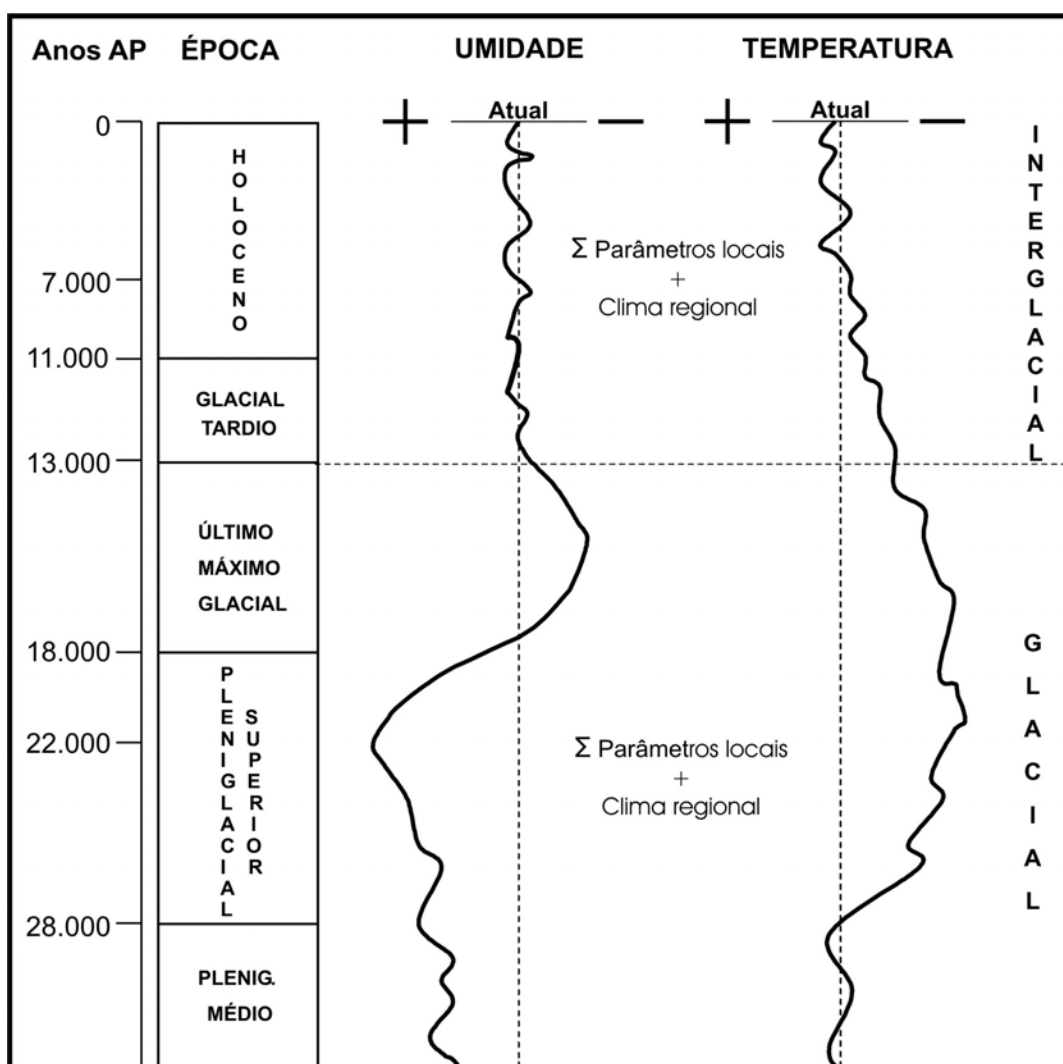 Anos AP ÉPOCA UMIDADE TEMPERATURA
+ Atual − + Atual −
0
HOLOCENO
INTERGLACIAL
Σ Parâmetros locais
+
Clima regional
7.000
11.000
GLACIAL
TARDIO
13.000
ÚLTIMO
MÁXIMO
GLACIAL
18.000
PLENIGLACIAL
SUPERIOR
GLACIAL
22.000
Σ Parâmetros locais
+
Clima regional
28.000
PLENIG.
MÉDIO